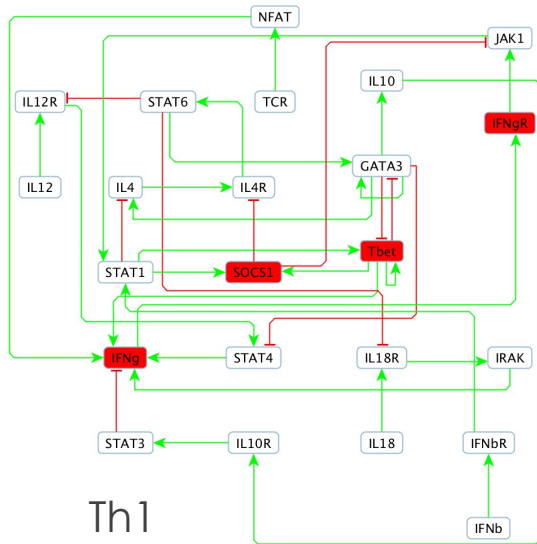 NFAT
JAK1
IL10
IL12R
STAT6
TCR
IFNgR
GATA3
IL12
IL4
IL4R
Tbet
STAT1
SOCS1
IFNg
STAT4
IL18R
IRAK
STAT3
IL10R
IL18
IFNbR
Th1
IFNb